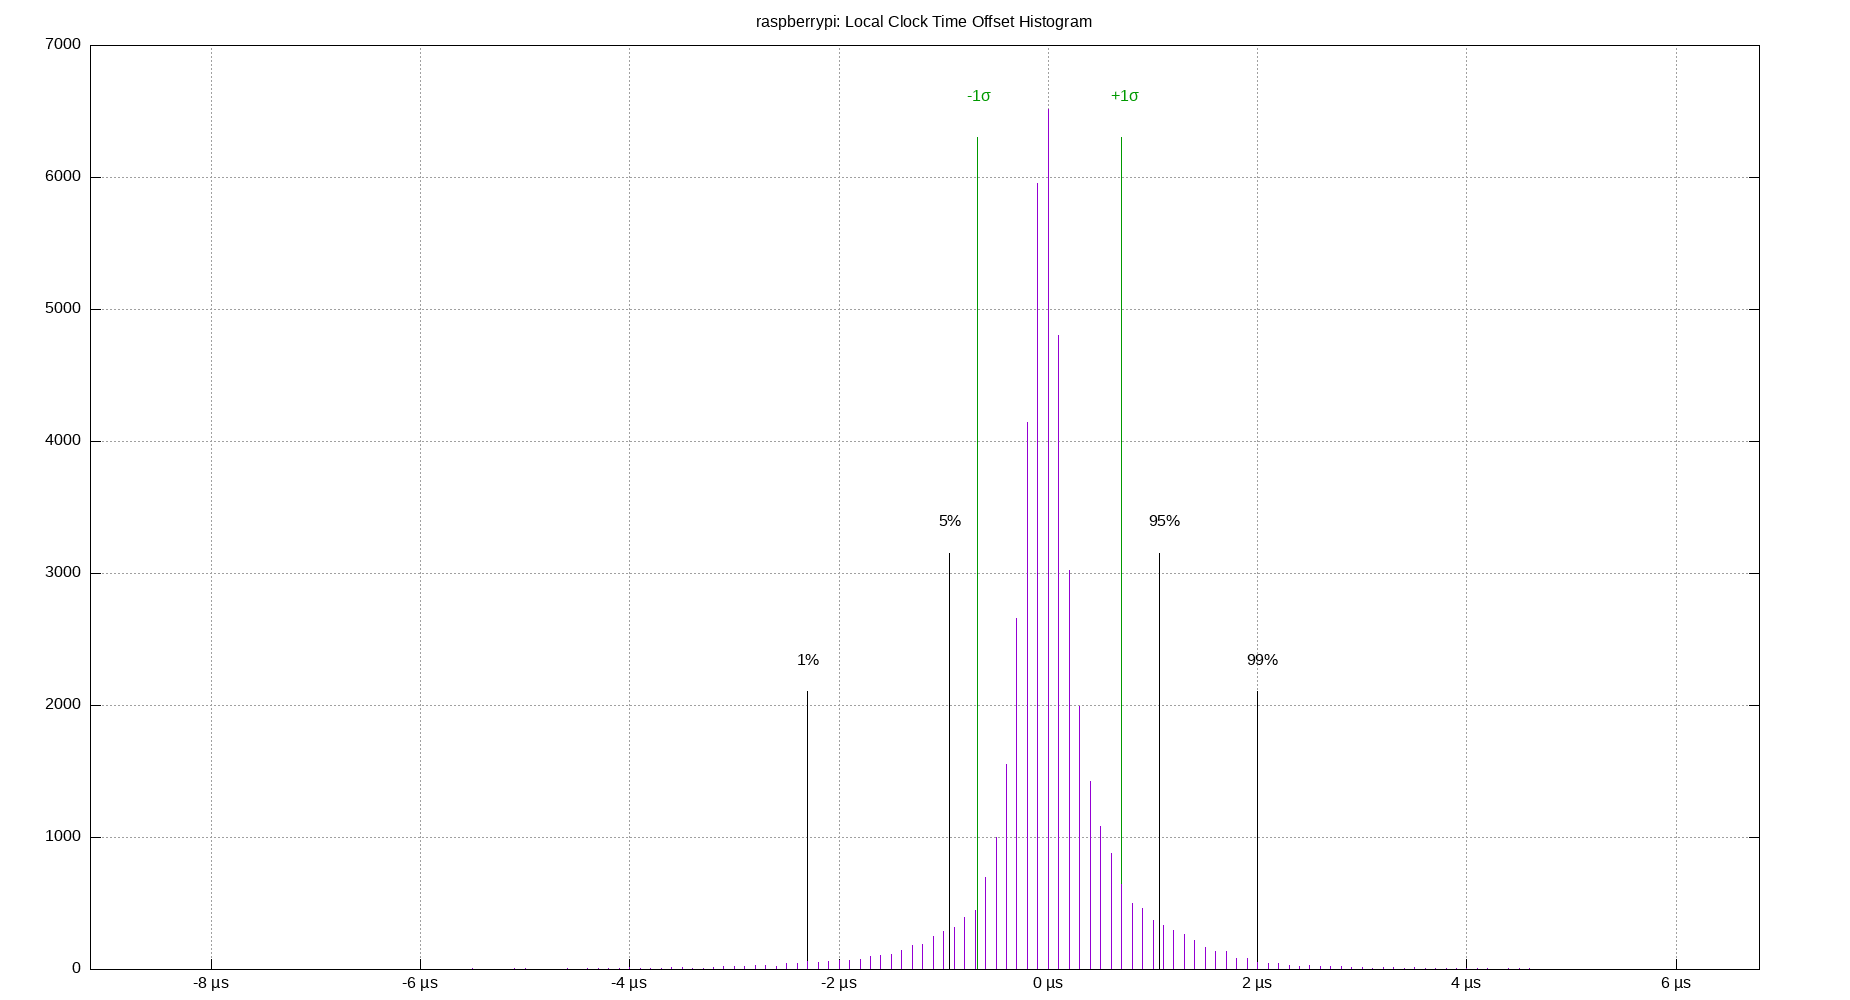 raspberrypi: Local Clock Time Offset Histogram
7000
-1σ
+1σ
6000
5000
5%
95%
4000
3000
1%
99%
2000
1000
0
-8 µs
-6 µs
-4 µs
-2 µs
0 µs
2 µs
4 µs
6 µs